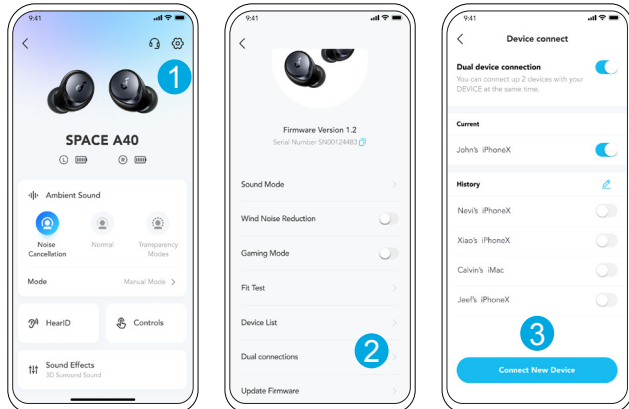 9:41
1
SPACE A40
L
R
Ambient Sound
Noise
Cancellation
Normal
Transparency
Modes
Mode
Manual Mode
HearID
Controls
Sound Effects
3D Surround Sound
9:41
Firmware Version 1.2
Serial Number SN00124483
Sound Mode
Wind Noise Reduction
Gaming Mode
Fit Test
Device List
Dual connections
2
Update Firmware
9:41
Device connect
Dual device connection
You can connect up 2 devices with your
DEVICE at the same time.
Current
John's iPhoneX
History
Nevi's iPhoneX
Xiao's iPhoneX
Calvin's iMac
Jeef's iPhoneX
3
Connect New Device